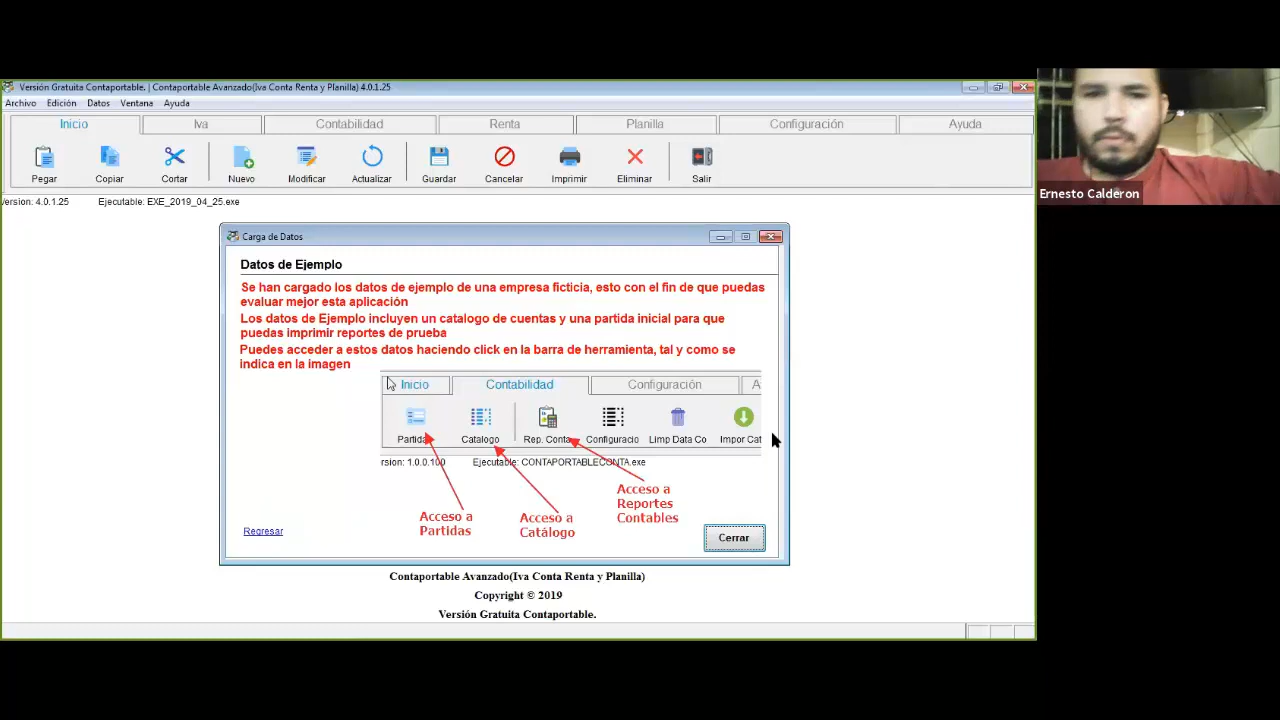 Versión Gratuita Contaportable. | Contaportable Avanzado(Iva Conta Renta y Planilla) 4.0.1.25
Archivo Edición Datos Ventana Ayuda
Inicio Iva Contabilidad Renta Planilla Configuración Ayuda
Pegar Copiar Cortar Nuevo Modificar Actualizar Guardar Cancelar Imprimir Eliminar Salir
Version: 4.0.1.25 Ejecutable: EXE_2019_04_25.exe
Ernesto Calderon
Carga de Datos
Datos de Ejemplo
Se han cargado los datos de ejemplo de una empresa ficticia, esto con el fin de que puedas
evaluar mejor esta aplicación
Los datos de Ejemplo incluyen un catalogo de cuentas y una partida inicial para que
puedas imprimir reportes de prueba
Puedes acceder a estos datos haciendo click en la barra de herramienta, tal y como se
indica en la imagen
Inicio Contabilidad Configuración A
Partida Catalogo Rep. Conta Configuracio Limp Data Co Impor Cat
rsion: 1.0.0.100 Ejecutable: CONTAPORTABLECONTA.exe
Acceso a
Reportes
Contables
Acceso a
Partidas
Acceso a
Catálogo
Regresar
Cerrar
Contaportable Avanzado(Iva Conta Renta y Planilla)
Copyright © 2019
Versión Gratuita Contaportable.